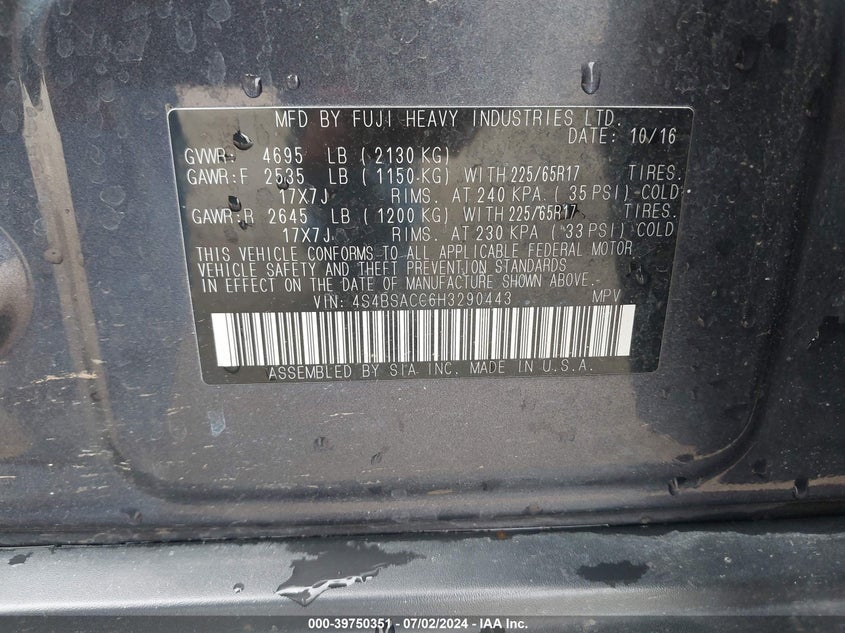 MFD BY FUJI HEAVY INDUSTRIES LTD.
DATE: 10/16
GVWR: 4695 LB (2130 KG)
GAWR:F 2535 LB (1150 KG) WITH 225/65R17 TIRES.
17X7J RIMS. AT 240 KPA. (35 PSI) COLD
GAWR:R 2645 LB (1200 KG) WITH 225/65R17 TIRES.
17X7J RIMS. AT 230 KPA (33 PSI) COLD
THIS VEHICLE CONFORMS TO ALL APPLICABLE FEDERAL MOTOR
VEHICLE SAFETY AND THEFT PREVENTION STANDARDS
IN EFFECT ON THE DATE OF MANUFACTURE SHOWN ABOVE.
VIN: 4S4BSACC6H3290443 MPV
ASSEMBLED BY SIA INC. MADE IN U.S.A.
000-39750351 / 07/02/2024 - IAA Inc.